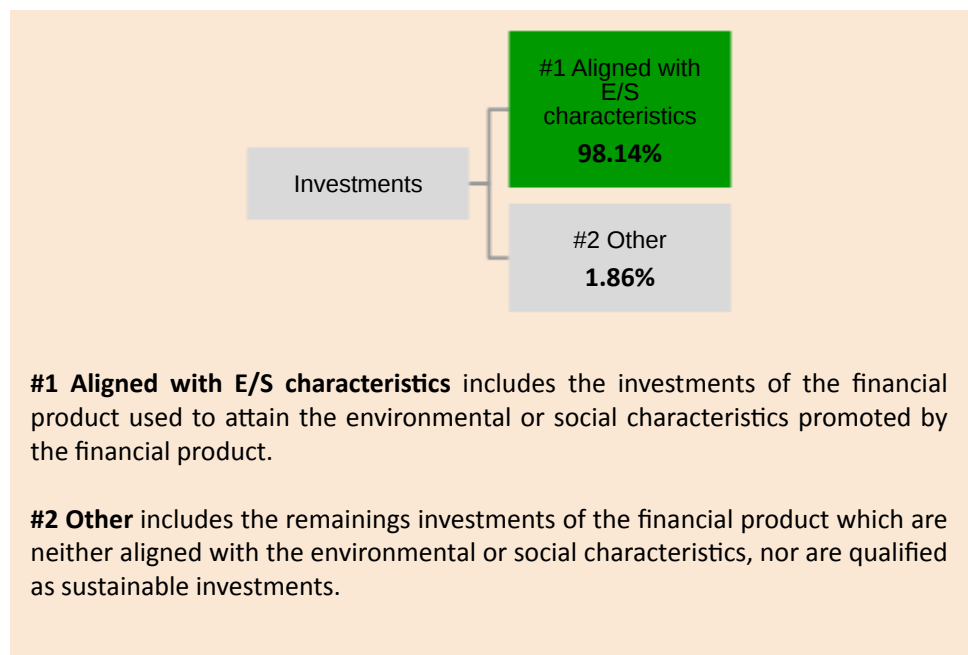 #1 Aligned with
E/S
characteristics
98.14%
Investments
#2 Other
1.86%
#1 Aligned with E/S characteristics includes the investments of the financial
product used to attain the environmental or social characteristics promoted by
the financial product.
#2 Other includes the remainings investments of the financial product which are
neither aligned with the environmental or social characteristics, nor are qualified
as sustainable investments.